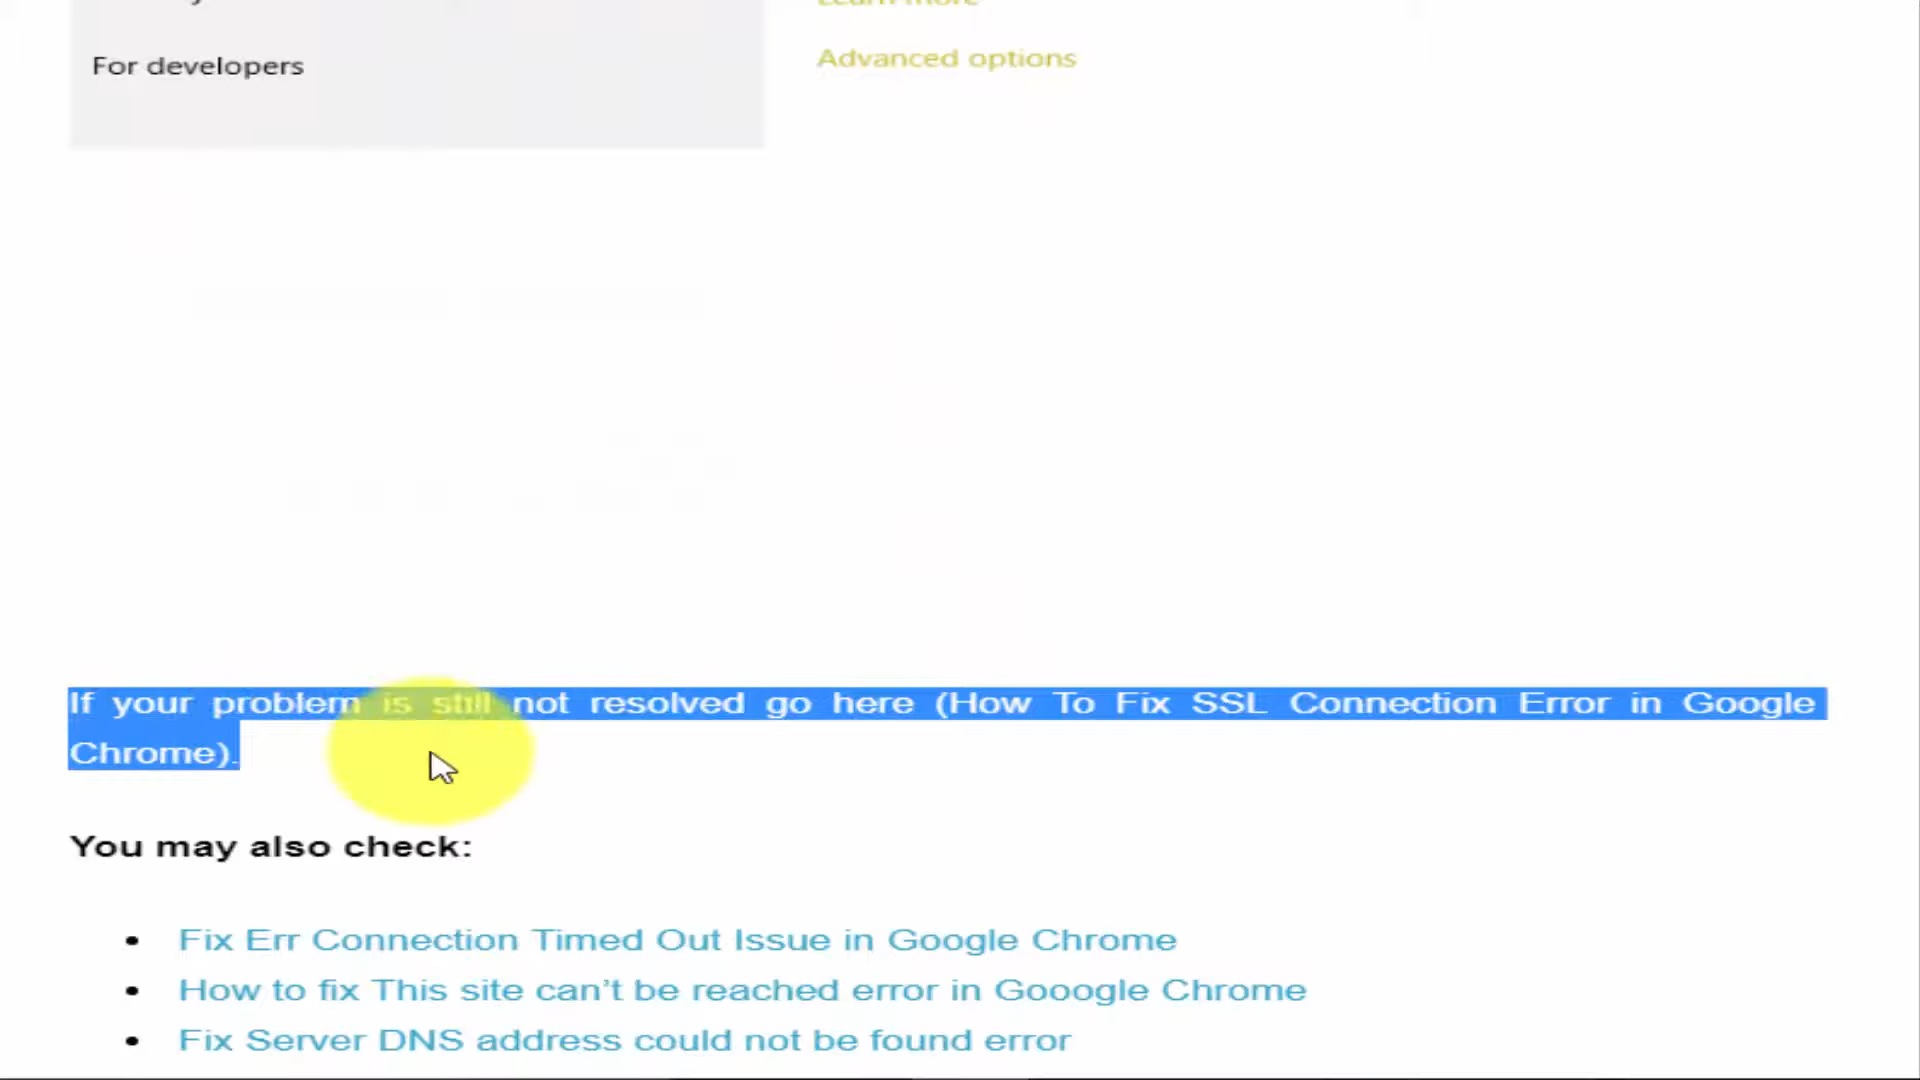 Learn more
For developers
Advanced options
If your problem is still not resolved go here (How To Fix SSL Connection Error in Google
Chrome).
You may also check:
Fix Err Connection Timed Out Issue in Google Chrome
How to fix This site can’t be reached error in Gooogle Chrome
Fix Server DNS address could not be found error